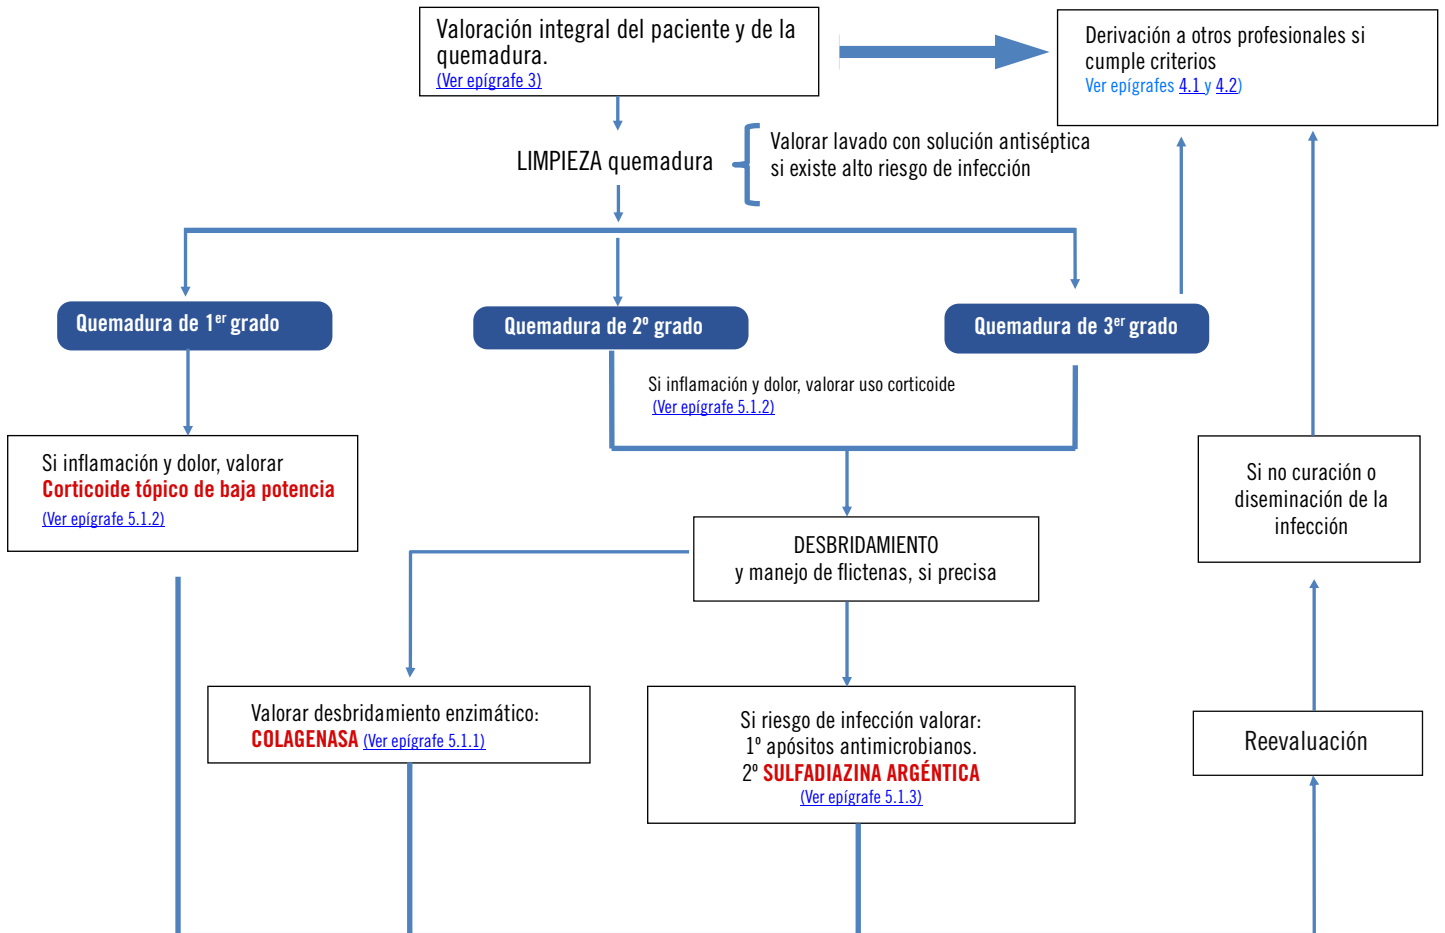 Valoración integral del paciente y de la
quemadura.
(Ver epígrafe 3)
Derivación a otros profesionales si
cumple criterios
Ver epígrafes 4.1 y 4.2)
LIMPIEZA quemadura
Valorar lavado con solución antiséptica
si existe alto riesgo de infección
Quemadura de 1er grado
Quemadura de 2º grado
Quemadura de 3er grado
Si inflamación y dolor, valorar uso corticoide
(Ver epígrafe 5.1.2)
Si inflamación y dolor, valorar
Corticoide tópico de baja potencia
(Ver epígrafe 5.1.2)
Si no curación o
diseminación de la
infección
DESBRIDAMIENTO
y manejo de flictenas, si precisa
Valorar desbridamiento enzimático:
COLAGENASA (Ver epígrafe 5.1.1)
Si riesgo de infección valorar:
1º apósitos antimicrobianos.
2º SULFADIAZINA ARGÉNTICA
(Ver epígrafe 5.1.3)
Reevaluación